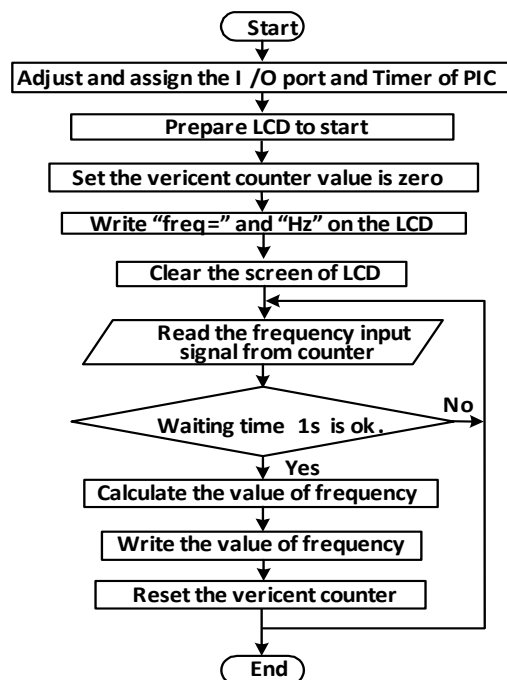 Start
Adjust and assign the I /O port and Timer of PIC
Prepare LCD to start
Set the vericent counter value is zero
Write “freq=” and “Hz” on the LCD
Clear the screen of LCD
Read the frequency input
signal from counter
Waiting time 1s is ok.
No
Yes
Calculate the value of frequency
Write the value of frequency
Reset the vericent counter
End